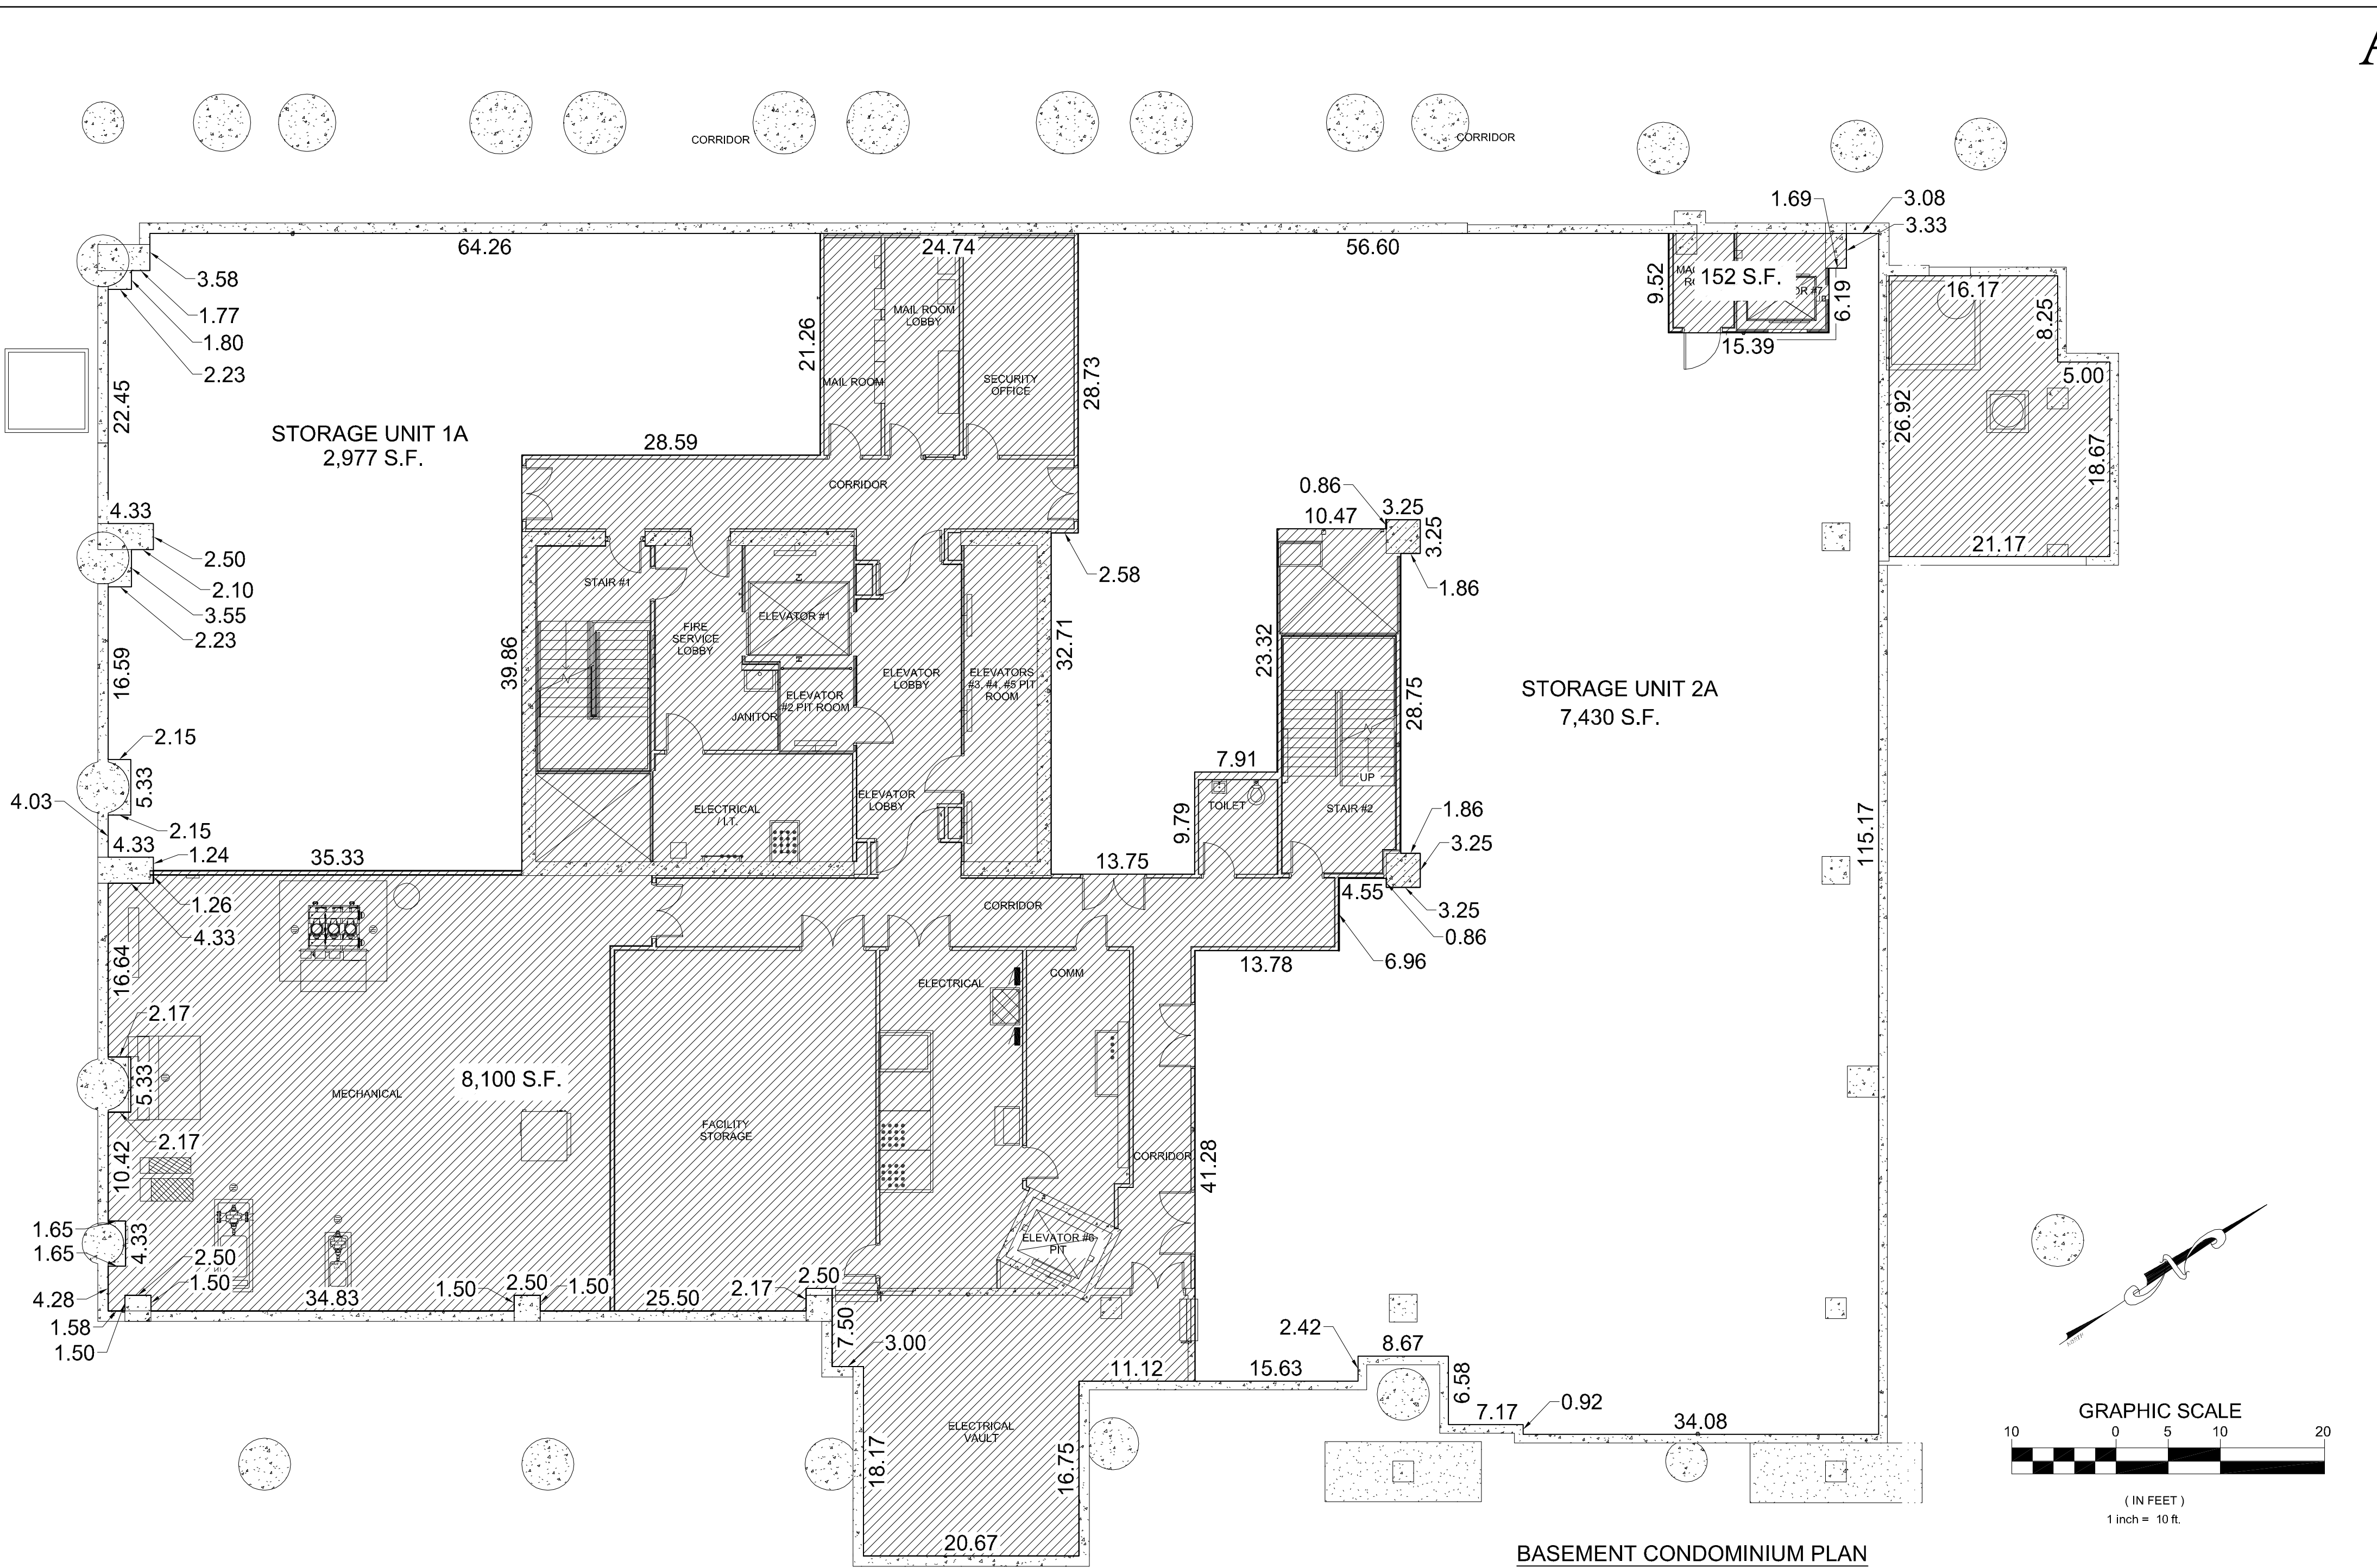 A
CORRIDOR
CORRIDOR
1.69
3.08
3.33
64.26
24.74
56.60
3.58
1.77
1.80
2.23
22.45
STORAGE UNIT 1A
2,977 S.F.
21.26
MAIL ROOM
MAIL ROOM
LOBBY
SECURITY
OFFICE
28.73
9.52
152 S.F.
6.19
15.39
16.17
8.25
5.00
26.92
18.67
21.17
28.59
CORRIDOR
4.33
2.50
2.10
3.55
2.23
16.59
2.15
5.33
4.03
2.15
4.33
1.24
35.33
1.26
4.33
39.86
STAIR #1
FIRE
SERVICE
LOBBY
ELEVATOR #1
ELEVATOR
#2 PIT ROOM
JANITOR
ELEVATOR
LOBBY
ELEVATORS
#3, #4, #5 PIT
ROOM
ELECTRICAL
/ I.T.
ELEVATOR
LOBBY
2.58
32.71
0.86
3.25
10.47
3.25
1.86
23.32
28.75
STORAGE UNIT 2A
7,430 S.F.
7.91
UP
TOILET
STAIR #2
9.79
13.75
1.86
3.25
4.55
3.25
0.86
6.96
13.78
115.17
CORRIDOR
16.64
2.17
5.33
2.17
10.42
MECHANICAL
8,100 S.F.
FACILITY
STORAGE
ELECTRICAL
COMM
CORRIDOR
41.28
ELEVATOR #6
PIT
1.65
1.65
4.33
2.50
1.50
4.28
1.58
1.50
34.83
1.50
2.50
1.50
25.50
2.17
2.50
7.50
3.00
18.17
ELECTRICAL
VAULT
20.67
16.75
11.12
15.63
2.42
8.67
6.58
7.17
0.92
34.08
NORTH
GRAPHIC SCALE
10 0 5 10 20
( IN FEET )
1 inch = 10 ft.
BASEMENT CONDOMINIUM PLAN